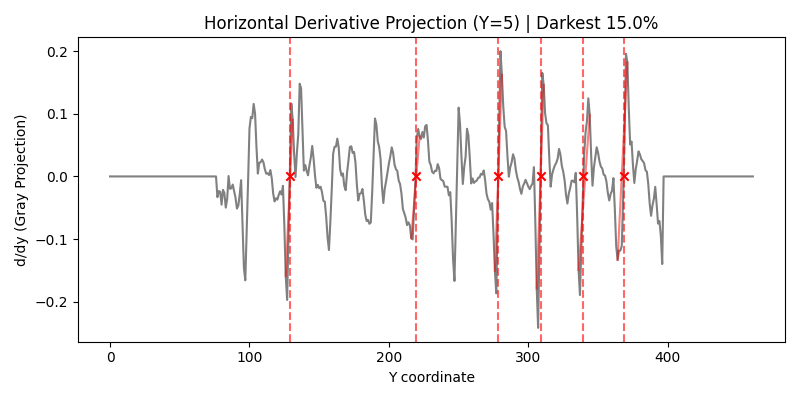 Horizontal Derivative Projection (Y=5) | Darkest 15.0%
d/dy (Gray Projection)
0.2
0.1
0.0
−0.1
−0.2
0 100 200 300 400
Y coordinate